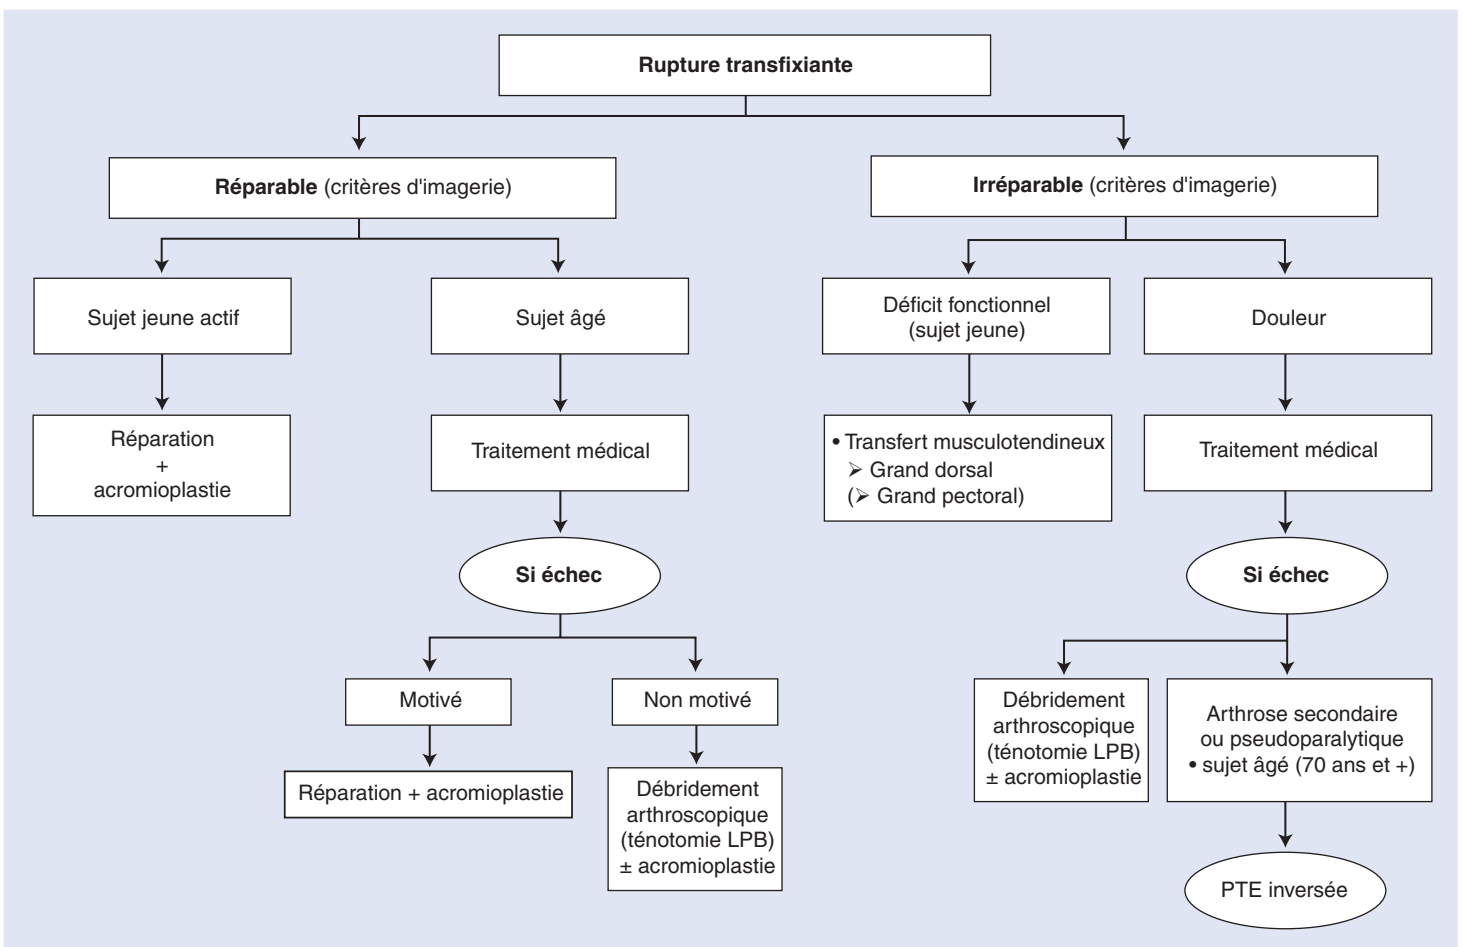 Rupture transfixiante
Réparable (critères d'imagerie)
Irréparable (critères d'imagerie)
Sujet jeune actif
Sujet âgé
Déficit fonctionnel
(sujet jeune)
Douleur
Réparation
+
acromioplastie
Traitement médical
• Transfert musculotendineux
➢ Grand dorsal
(➢ Grand pectoral)
Traitement médical
Si échec
Si échec
Motivé
Non motivé
Débridement
arthroscopique
(ténotomie LPB)
± acromioplastie
Arthrose secondaire
ou pseudoparalytique
• sujet âgé (70 ans et +)
Réparation + acromioplastie
Débridement
arthroscopique
(ténotomie LPB)
± acromioplastie
PTE inversée